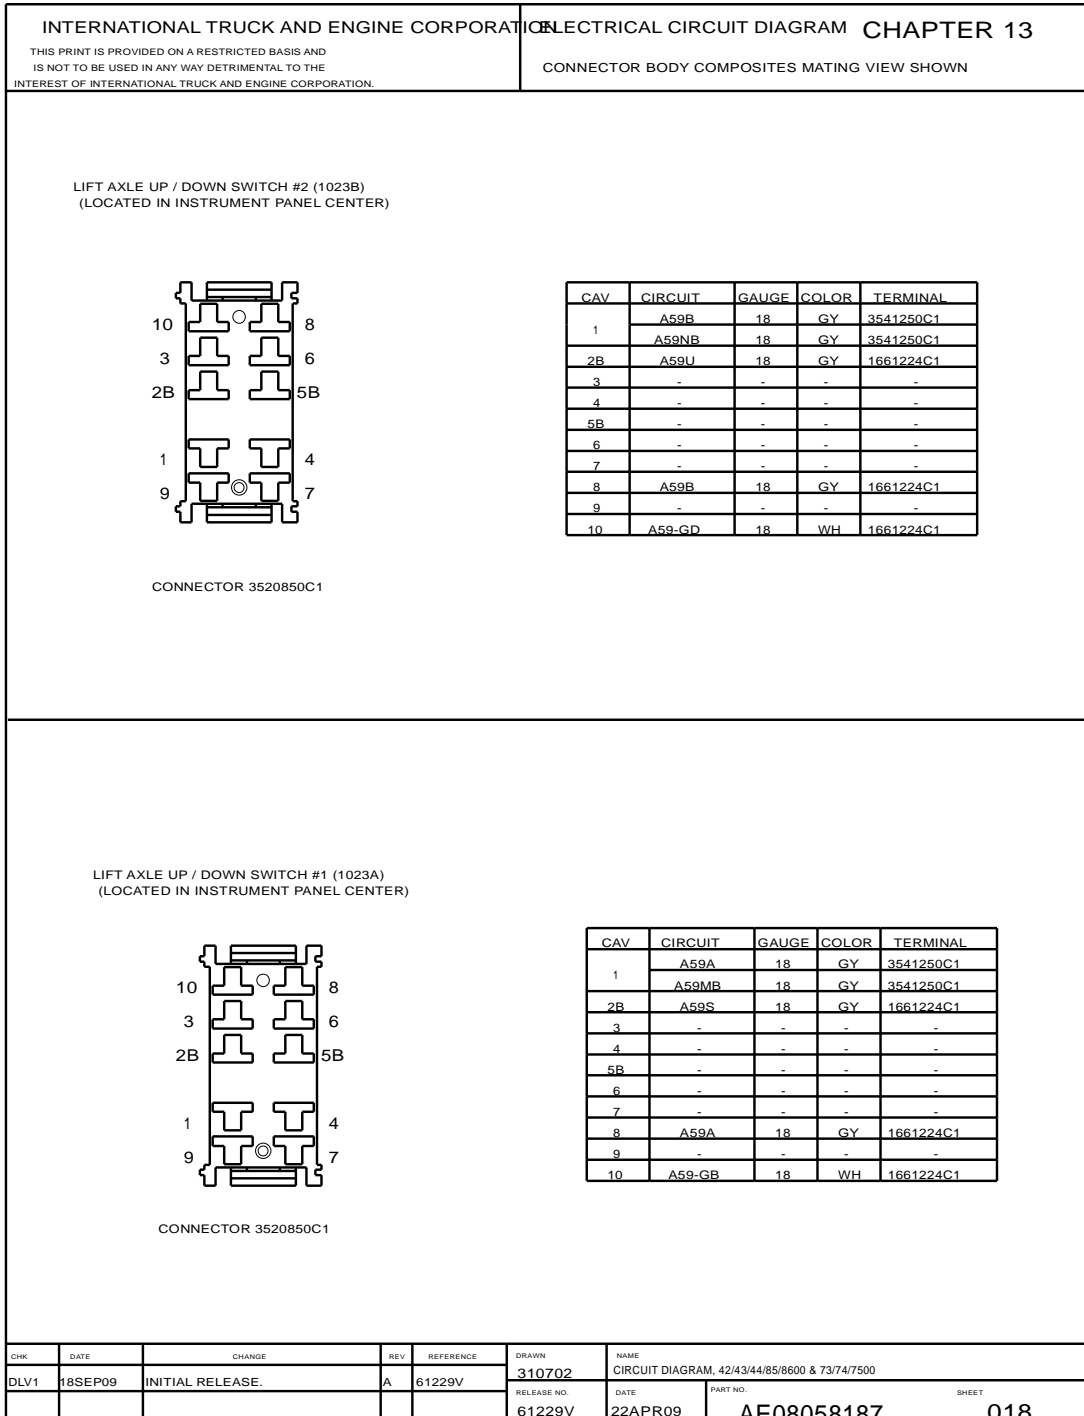 INTERNATIONAL TRUCK AND ENGINE CORPORATION
THIS PRINT IS PROVIDED ON A RESTRICTED BASIS AND
IS NOT TO BE USED IN ANY WAY DETRIMENTAL TO THE
INTEREST OF INTERNATIONAL TRUCK AND ENGINE CORPORATION.
ELECTRICAL CIRCUIT DIAGRAM CHAPTER 13
CONNECTOR BODY COMPOSITES MATING VIEW SHOWN
LIFT AXLE UP / DOWN SWITCH #2 (1023B)
(LOCATED IN INSTRUMENT PANEL CENTER)
10 8
3 6
2B 5B
1 4
9 7
CONNECTOR 3520850C1
CAV CIRCUIT GAUGE COLOR TERMINAL
1 A59B 18 GY 3541250C1
A59NB 18 GY 3541250C1
2B A59U 18 GY 1661224C1
3 - - - -
4 - - - -
5B - - - -
6 - - - -
7 - - - -
8 A59B 18 GY 1661224C1
9 - - - -
10 A59-GD 18 WH 1661224C1
LIFT AXLE UP / DOWN SWITCH #1 (1023A)
(LOCATED IN INSTRUMENT PANEL CENTER)
10 8
3 6
2B 5B
1 4
9 7
CONNECTOR 3520850C1
CAV CIRCUIT GAUGE COLOR TERMINAL
1 A59A 18 GY 3541250C1
A59MB 18 GY 3541250C1
2B A59S 18 GY 1661224C1
3 - - - -
4 - - - -
5B - - - -
6 - - - -
7 - - - -
8 A59A 18 GY 1661224C1
9 - - - -
10 A59-GB 18 WH 1661224C1
CHK DATE CHANGE REV REFERENCE
DLV1 18SEP09 INITIAL RELEASE. A 61229V
DRAWN
310702
NAME
CIRCUIT DIAGRAM, 42/43/44/85/8600 & 73/74/7500
RELEASE NO.
61229V
DATE
22APR09
PART NO.
AE08058187
SHEET
018